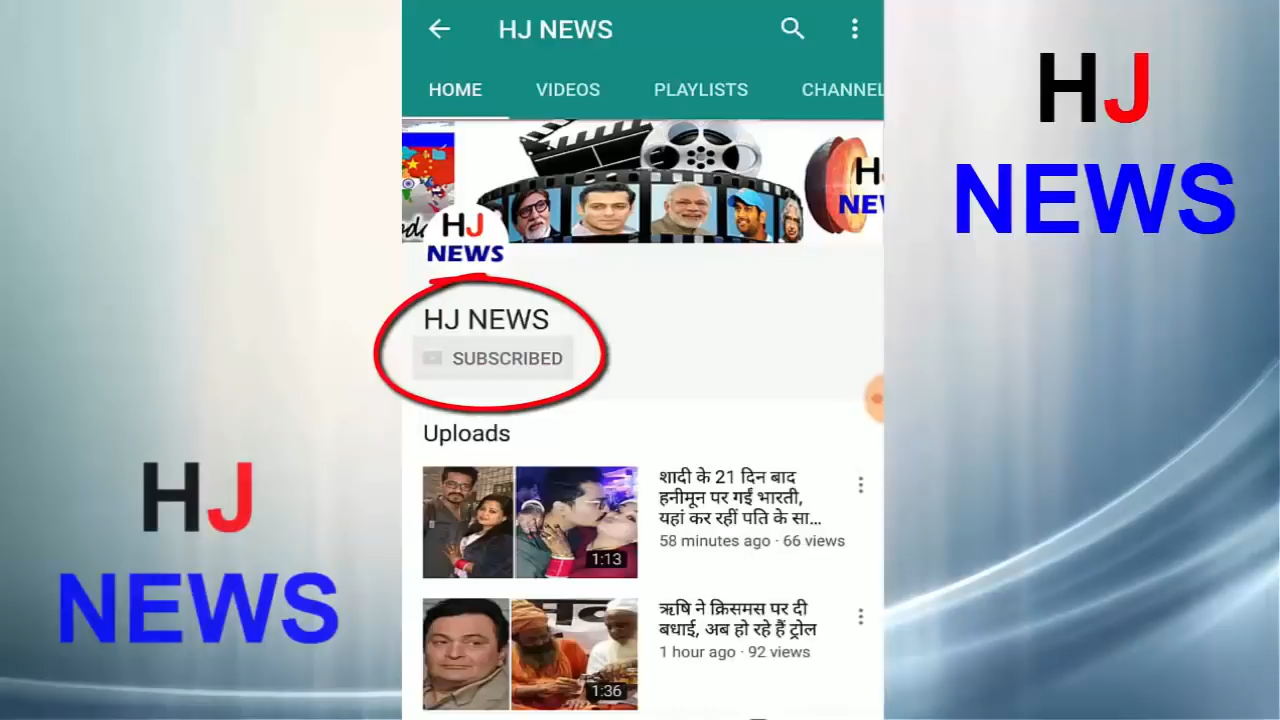 HJ NEWS
HOME VIDEOS PLAYLISTS CHANNEL
HJ
NEWS
HJ
NEWS
HJ NEWS
SUBSCRIBED
Uploads
शादी के 21 दिन बाद
हनीमून पर गईं भारती,
यहां कर रहीं पति के सा...
58 minutes ago · 66 views
1:13
ऋषि ने क्रिसमस पर दी
बधाई, अब हो रहे हैं ट्रोल
1 hour ago · 92 views
1:36
HJ
NEWS